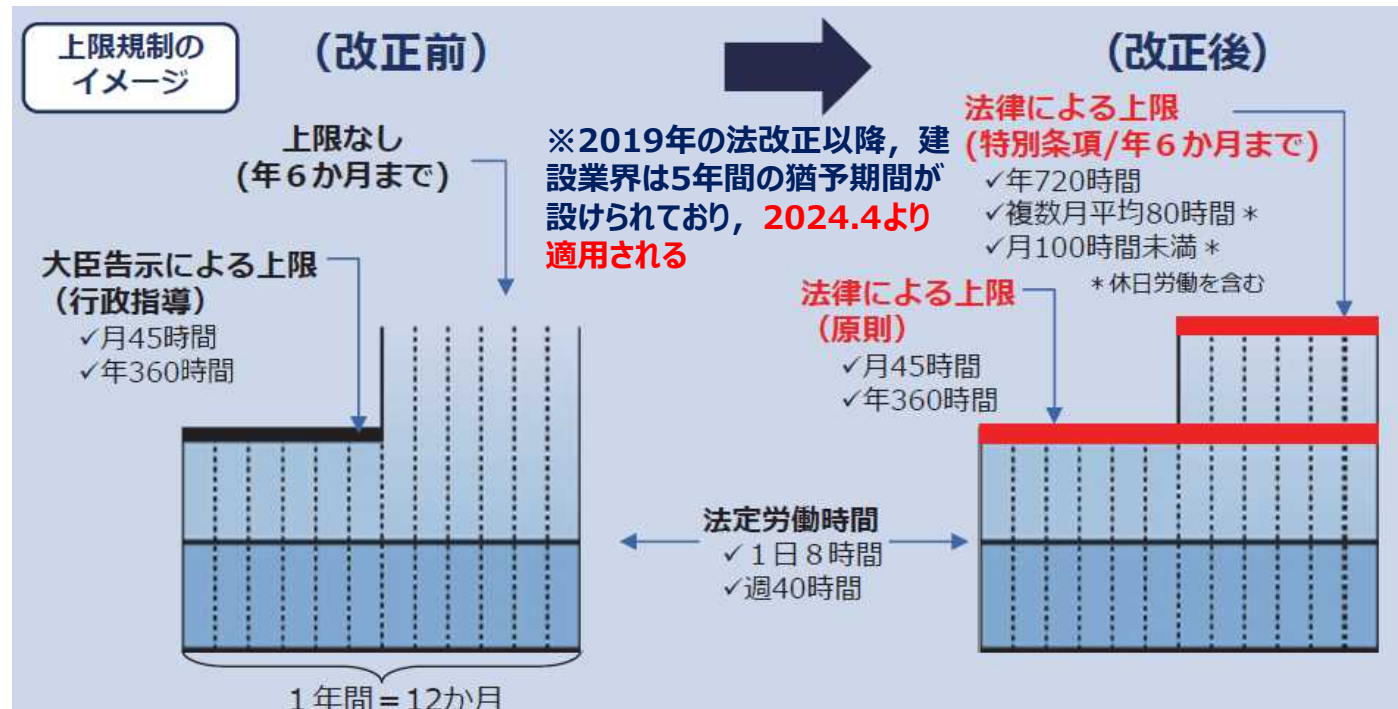 上限規制の
イメージ
(改正前)
(改正後)
上限なし
(年６か月まで)
※2019年の法改正以降，建
設業界は5年間の猶予期間が
設けられており，2024.4より
適用される
大臣告示による上限
（行政指導）
✓月45時間
✓年360時間
法律による上限
(特別条項/年６か月まで)
✓年720時間
✓複数月平均80時間＊
✓月100時間未満＊
＊休日労働を含む
法律による上限
（原則）
✓月45時間
✓年360時間
法定労働時間
✓１日８時間
✓週40時間
１年間＝12か月